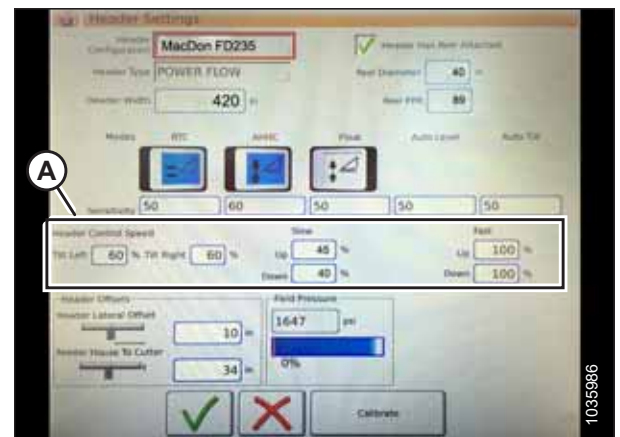 Header Settings
Header Configuration MacDon FD235 Header Has Reel Attached
Header Type POWER FLOW Reel Diameter 40 in
Header Width 420 in Reel PPR 89
Modes RTC AHHC Float Auto Level Auto Tilt
Sensitivity 50 60 50 50 50
A
Header Control Speed Slow Fast
Tilt Left 60 % Tilt Right 60 % Up 45 % Up 100 %
Down 40 % Down 100 %
Header Offsets Field Pressure
Header Lateral Offset 1647 psi
10 in
Header House To Cutter 0%
34 in
Calibrate
1035986